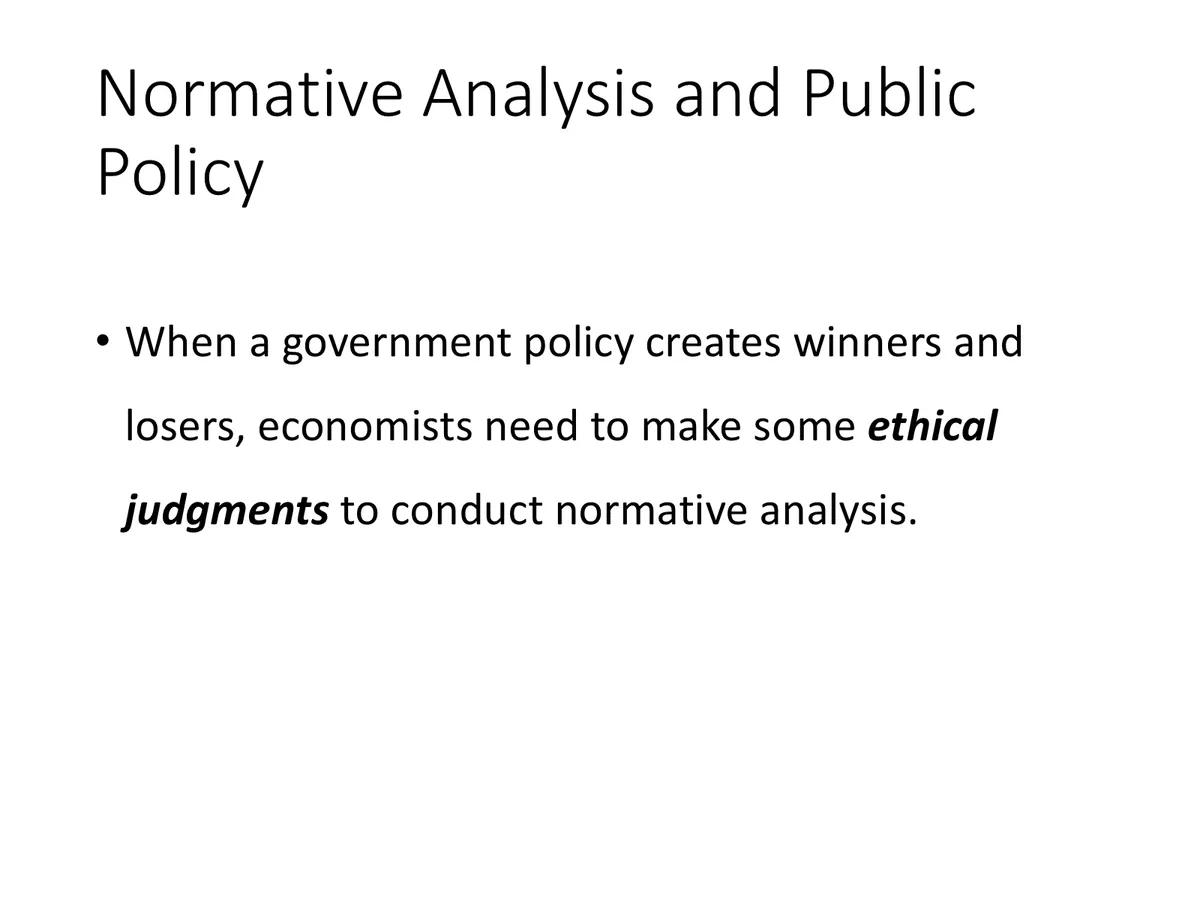 Normative Analysis and Public
Policy
• When a government policy creates winners and
losers, economists need to make some ethical
judgments to conduct normative analysis.